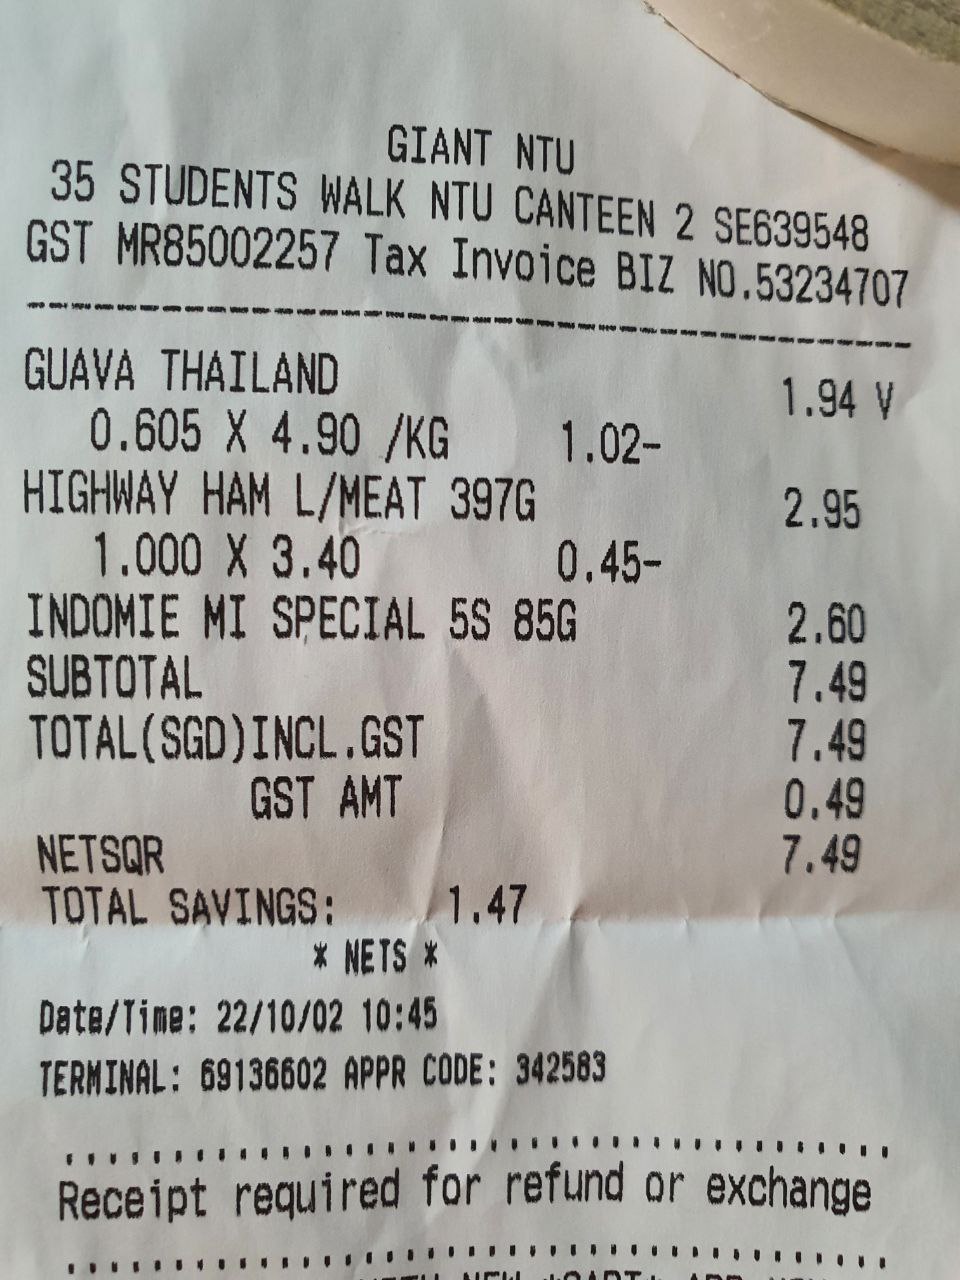 GIANT NTU
35 STUDENTS WALK NTU CANTEEN 2 SE639548
GST MR85002257 Tax Invoice BIZ NO.53234707
GUAVA THAILAND 1.94 V
0.605 X 4.90 /KG 1.02-
HIGHWAY HAM L/MEAT 397G 2.95
1.000 X 3.40 0.45-
INDOMIE MI SPECIAL 5S 85G 2.60
SUBTOTAL 7.49
TOTAL(SGD)INCL.GST 7.49
GST AMT 0.49
NETSQR 7.49
TOTAL SAVINGS: 1.47
* NETS *
Date/Time: 22/10/02 10:45
TERMINAL: 69136602 APPR CODE: 342583
Receipt required for refund or exchange